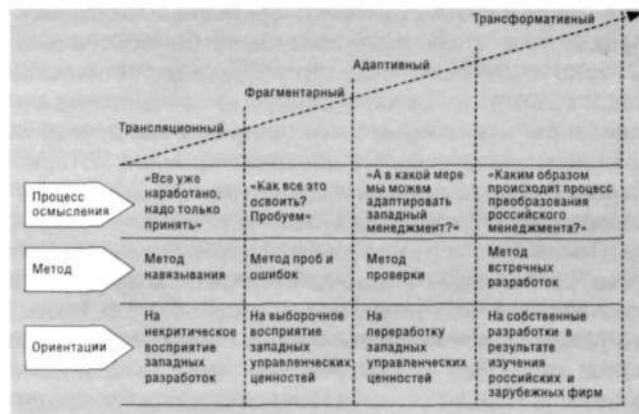 Трансформативный
Адаптивный
Фрагментарный
Трансляционный
Процесс
осмысления
«Все уже
наработано,
надо только
принять»
«Как все это
освоить?
Пробуем»
«А в какой мере
мы можем
адаптировать
западный
менеджмент?»
«Каким образом
происходит процесс
преобразования
российского
менеджмента?»
Метод
Метод
навязывания
Метод проб и
ошибок
Метод
проверки
Метод
встречных
разработок
Ориентации
На
некритическое
восприятие
западных
разработок
На выборочное
восприятие
западных
управленческих
ценностей
На
переработку
западных
управленческих
ценностей
На собственные
разработки в
результате
изучения
российских и
зарубежных фирм